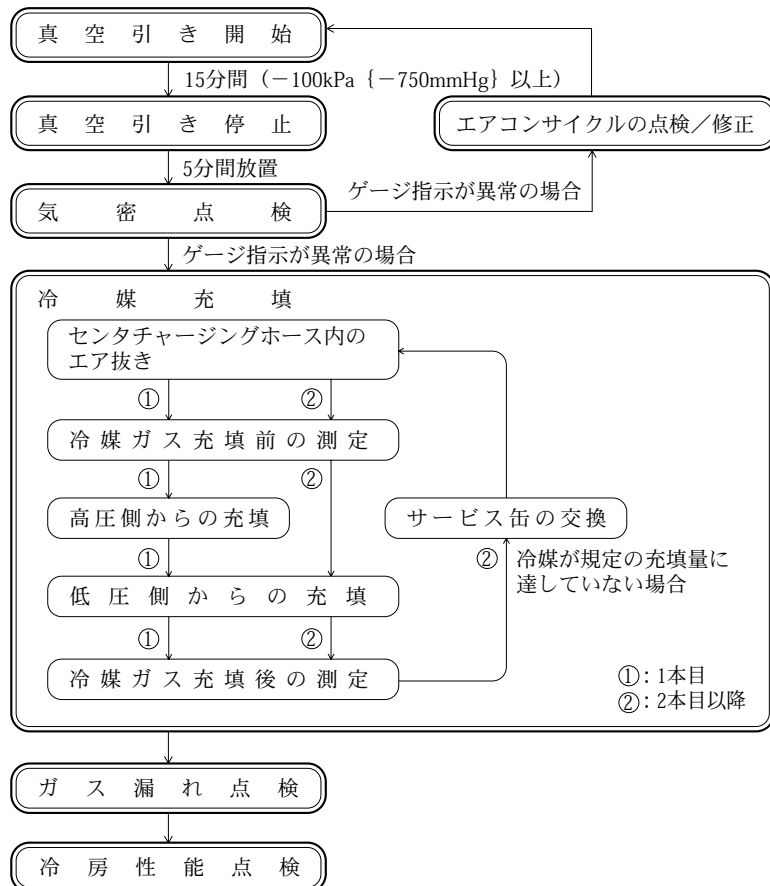 真空引き開始
15分間（－100kPa｛－750mmHg｝以上）
真空引き停止
エアコンサイクルの点検／修正
5分間放置
ゲージ指示が異常の場合
気密点検
ゲージ指示が異常の場合
冷媒充填
センタチャージングホース内の
エア抜き
① ②
冷媒ガス充填前の測定
① ②
高圧側からの充填
サービス缶の交換
①
② 冷媒が規定の充填量に
達していない場合
低圧側からの充填
① ②
冷媒ガス充填後の測定
①：1本目
②：2本目以降
ガス漏れ点検
冷房性能点検